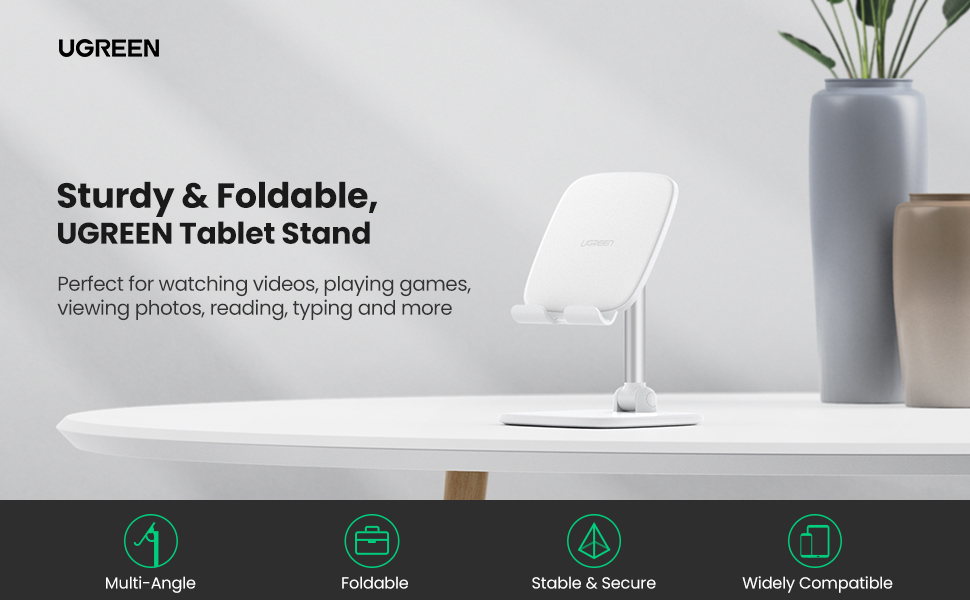 UGREEN
Sturdy & Foldable,
UGREEN Tablet Stand
Perfect for watching videos, playing games,
viewing photos, reading, typing and more
UGREEN
Multi-Angle
Foldable
Stable & Secure
Widely Compatible